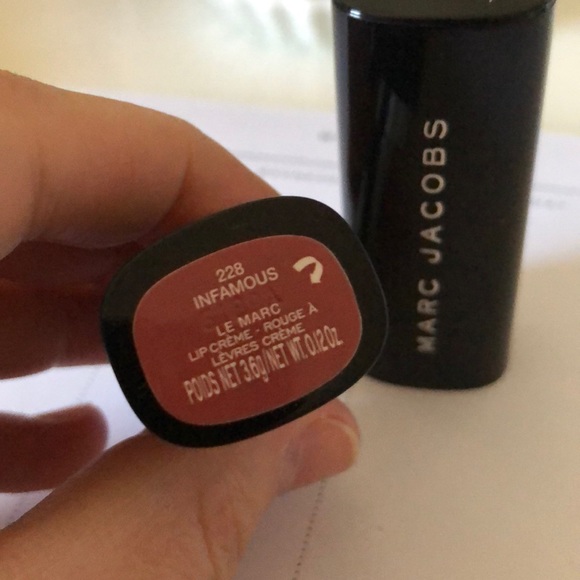 228
INFAMOUS
LE MARC
LIP CRÈME - ROUGE À
LÈVRES CRÈME
POIDS NET 3.6g/NET WT. 0.12 Oz
MARC JACOBS